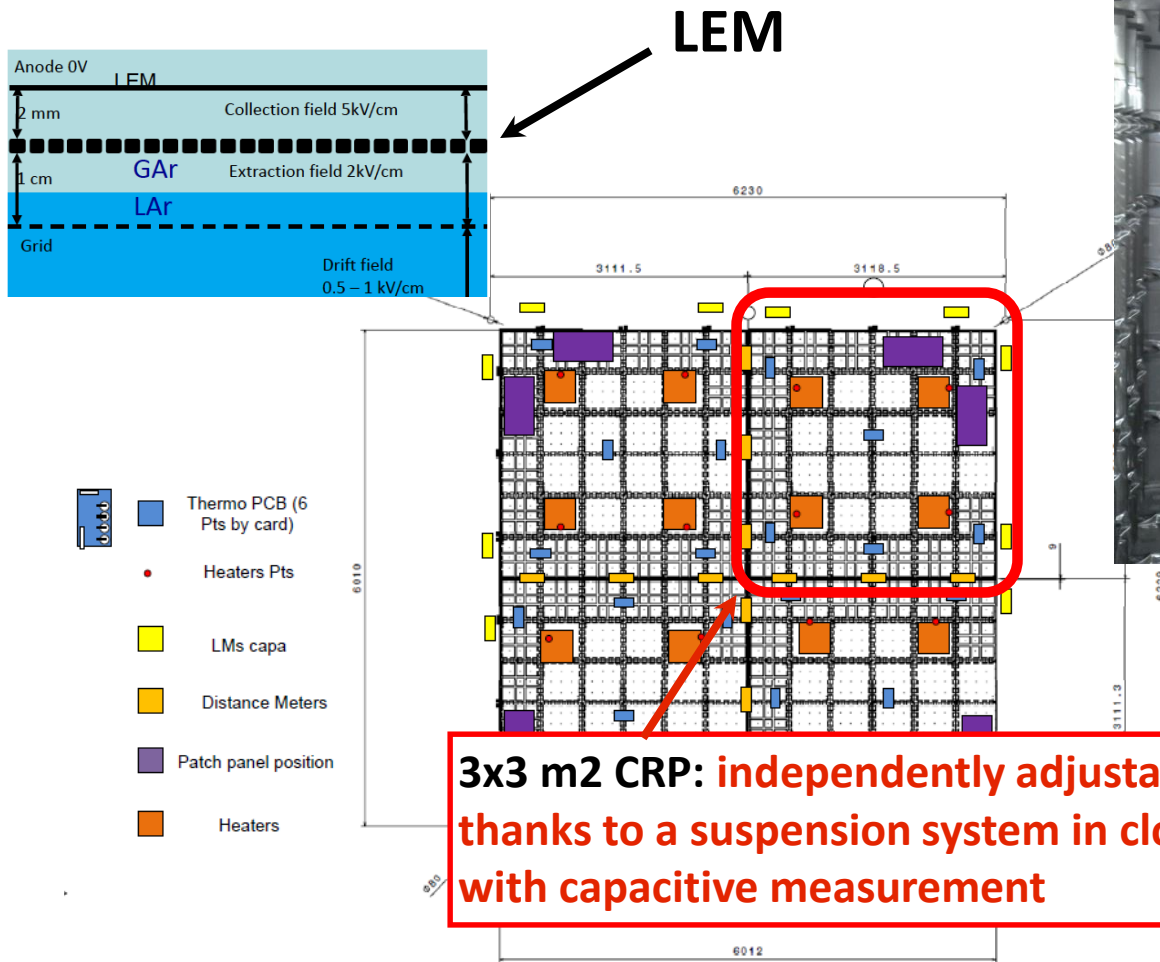 LEM
Anode 0V
LEM
2 mm
Collection field 5kV/cm
GAr
Extraction field 2kV/cm
1 cm
LAr
Grid
Drift field
0.5 – 1 kV/cm
6230
3111.5
3118.5
6010
9
3111.3
Thermo PCB (6
Pts by card)
Heaters Pts
LMs capa
Distance Meters
Patch panel position
Heaters
3x3 m2 CRP: independently adjusta
thanks to a suspension system in clo
with capacitive measurement
Ø80
6012